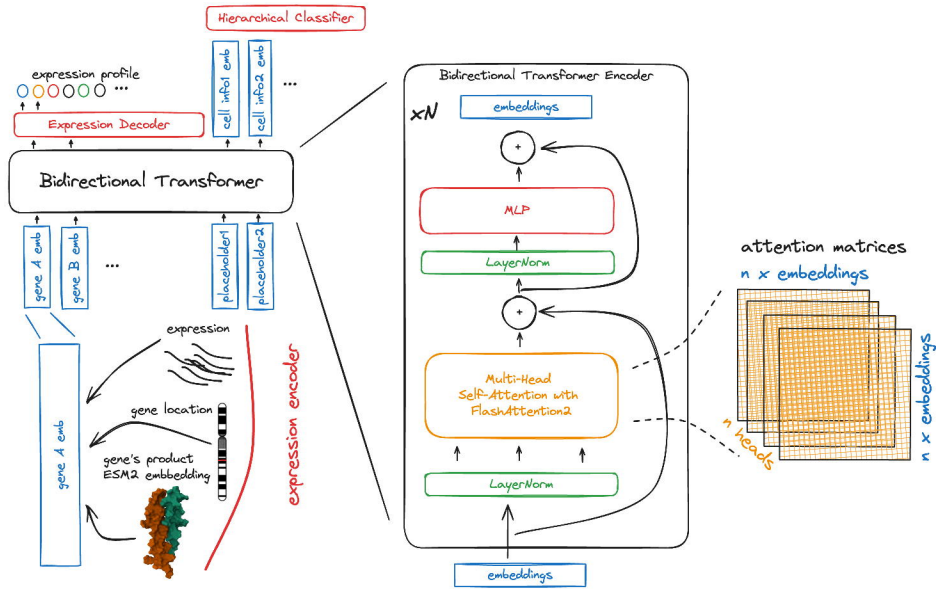 Hierarchical Classifier
expression profile
...
cell info1 emb
cell info2 emb
...
Expression Decoder
Bidirectional Transformer
gene A emb
gene B emb
...
placeholder1
placeholder2
gene A emb
expression
gene location
gene's product
ESM2 embbedding
expression encoder
Bidirectional Transformer Encoder
xN
embeddings
+
MLP
LayerNorm
+
Multi-Head
Self-Attention with
FlashAttention2
LayerNorm
embeddings
attention matrices
n x embeddings
n x embeddings
n heads